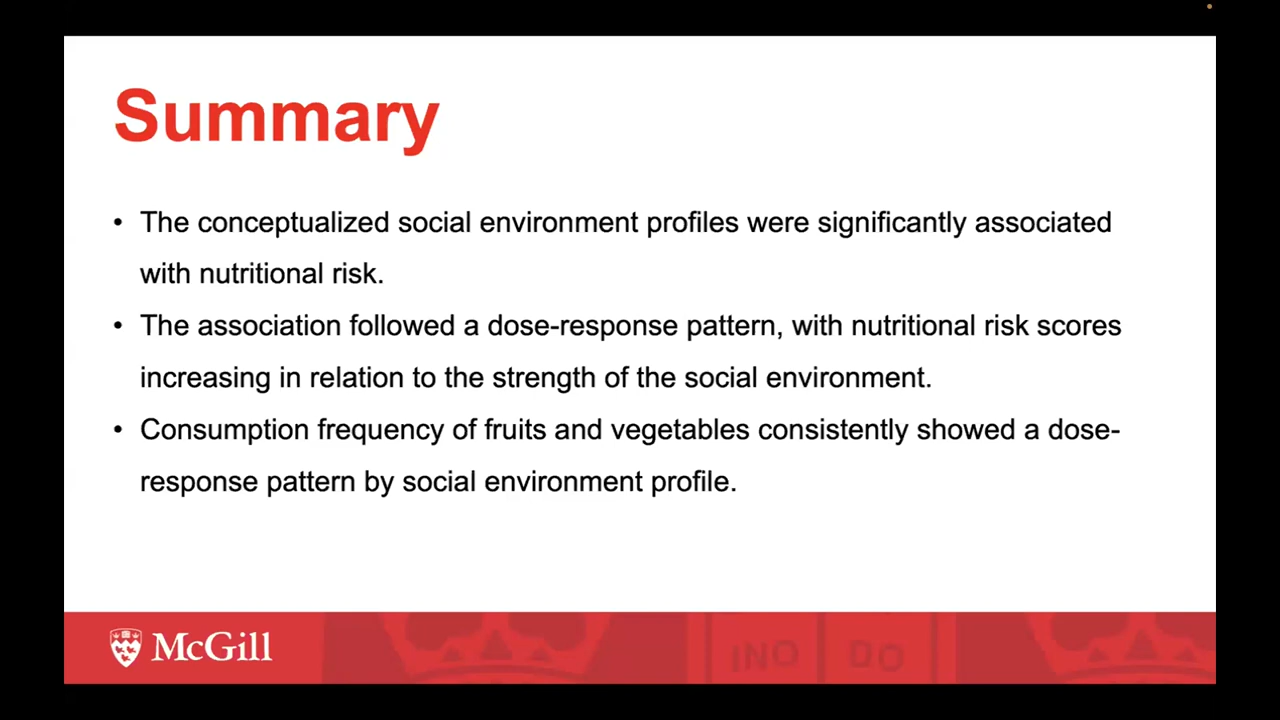 Summary
• The conceptualized social environment profiles were significantly associated
with nutritional risk.
• The association followed a dose-response pattern, with nutritional risk scores
increasing in relation to the strength of the social environment.
• Consumption frequency of fruits and vegetables consistently showed a dose-
response pattern by social environment profile.
McGill
INO DO